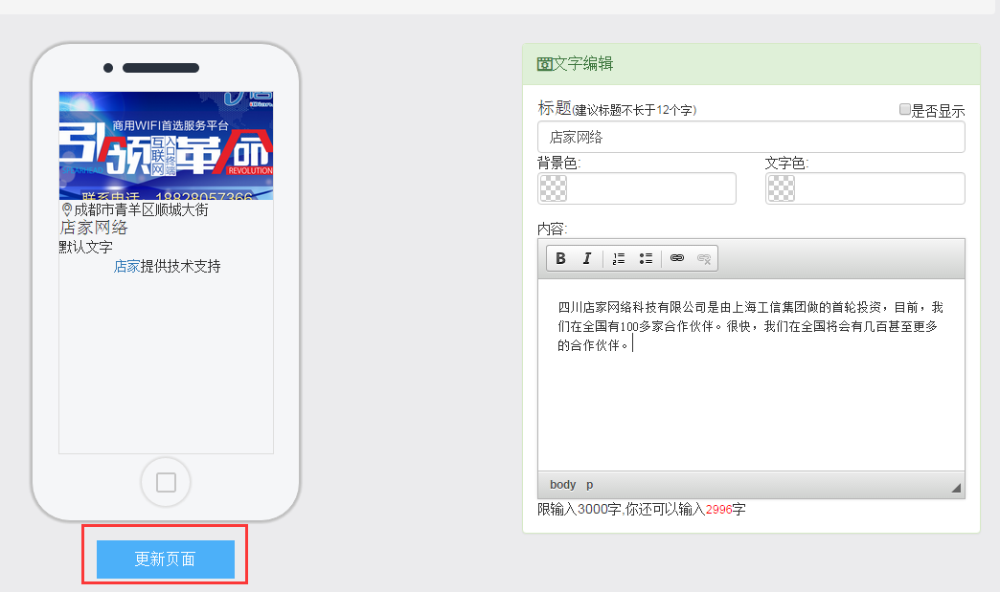 商用WIFI首选服务平台
引领
互联网
入口终端
革命
REVOLUTION
联系电话：18828057366
成都市青羊区顺城大街
店家网络
默认文字
店家提供技术支持
更新页面
文字编辑
标题(建议标题不长于12个字)
是否显示
店家网络
背景色:
文字色:
内容:
B I
四川店家网络科技有限公司是由上海工信集团做的首轮投资，目前，我
们在全国有100多家合作伙伴。很快，我们在全国将会有几百甚至更多
的合作伙伴。
body p
限输入3000字,你还可以输入2996字